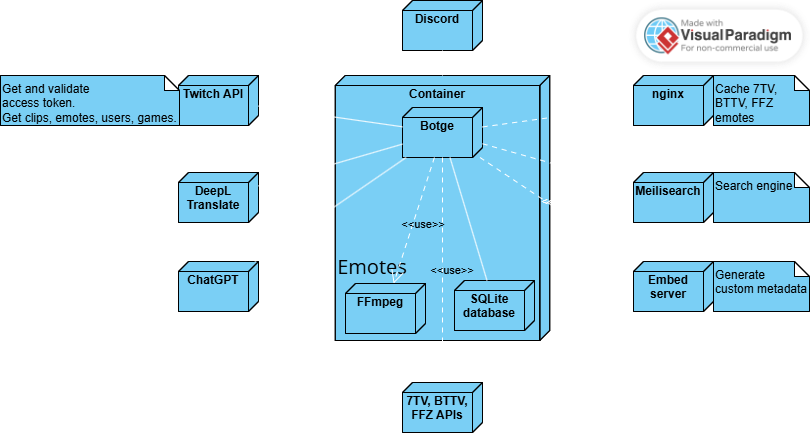 Discord
Made with
VisualParadigm
For non-commercial use
Get and validate
access token.
Get clips, emotes, users, games.
Twitch API
Container
Botge
nginx
Cache 7TV,
BTTV, FFZ
emotes
DeepL
Translate
Meilisearch
Search engine
<<use>>
<<use>>
Emotes
ChatGPT
FFmpeg
SQLite
database
Embed
server
Generate
custom metadata
7TV, BTTV,
FFZ APIs